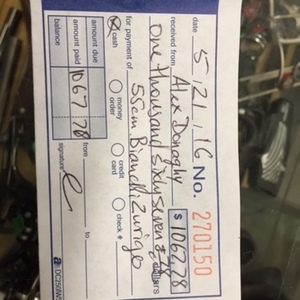 date 5 . 21 . 16 No. 270150
received from Alex Donaghy $ 1067.78
One thousand sixty seven & 78 dollars
for payment of 55cm Bianchi Zurigo
cash money order credit card check #
amount due
amount paid 1067 78 from to
balance signature
a DC2501